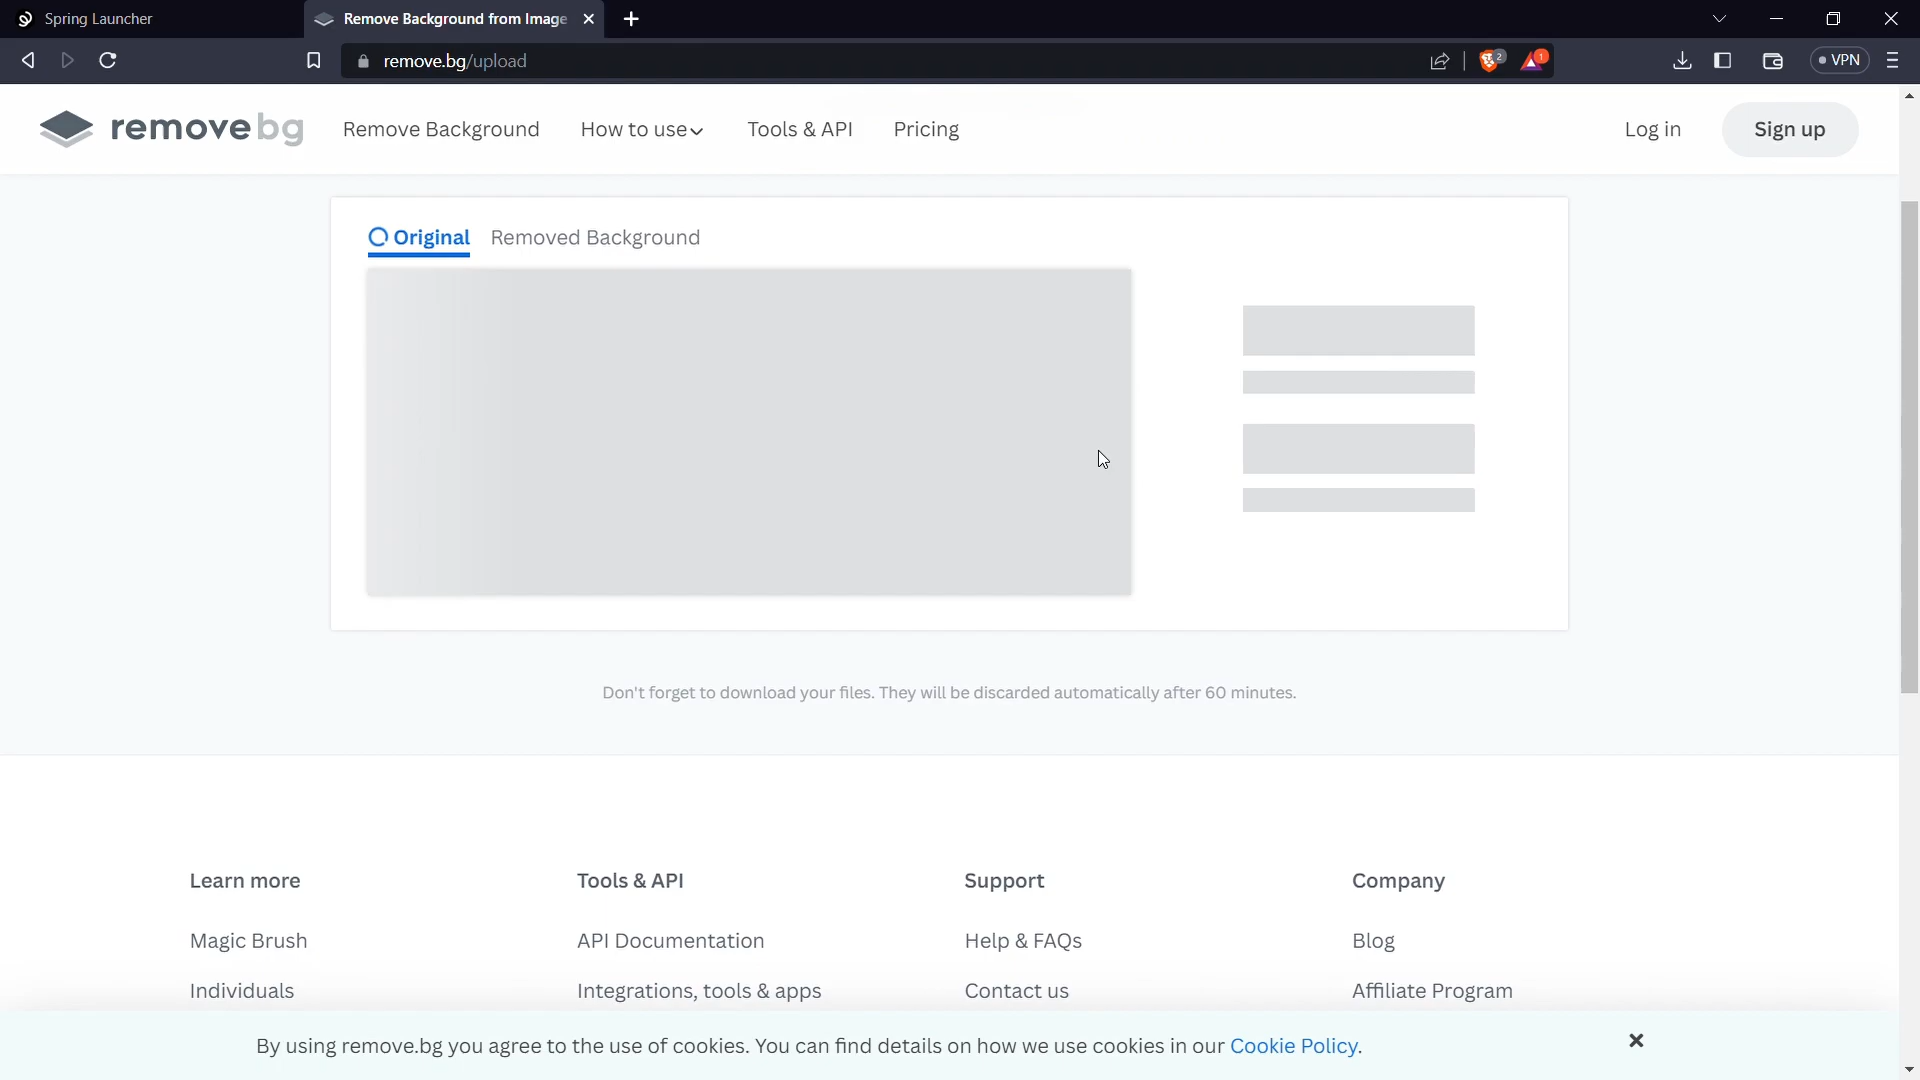 Spring Launcher
Remove Background from Image
remove.bg/upload
2
1
VPN
removebg
Remove Background
How to use
Tools & API
Pricing
Log in
Sign up
Original
Removed Background
Don't forget to download your files. They will be discarded automatically after 60 minutes.
Learn more
Tools & API
Support
Company
Magic Brush
API Documentation
Help & FAQs
Blog
Individuals
Integrations, tools & apps
Contact us
Affiliate Program
By using remove.bg you agree to the use of cookies. You can find details on how we use cookies in our Cookie Policy.